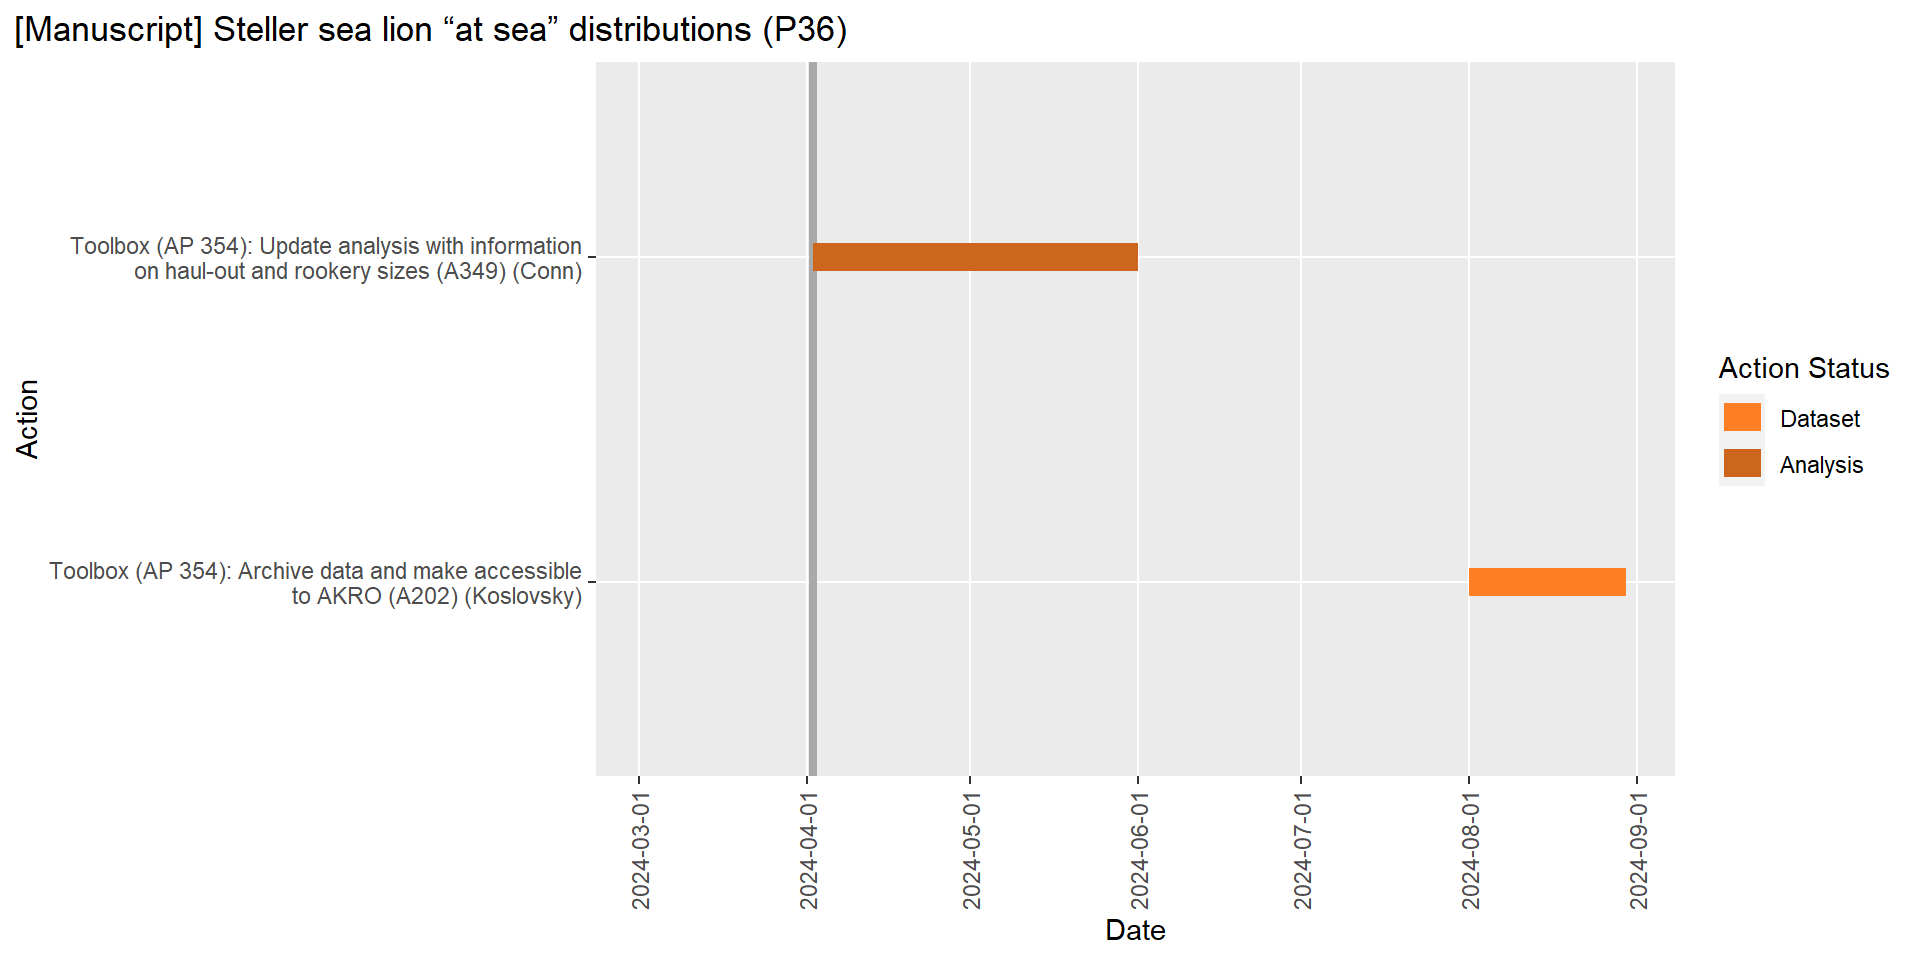 [Manuscript] Steller sea lion “at sea” distributions (P36)
Toolbox (AP 354): Update analysis with information
on haul-out and rookery sizes (A349) (Conn)
Toolbox (AP 354): Archive data and make accessible
to AKRO (A202) (Koslovsky)
Action
Action Status
Dataset
Analysis
2024-03-01
2024-04-01
2024-05-01
2024-06-01
2024-07-01
2024-08-01
2024-09-01
Date